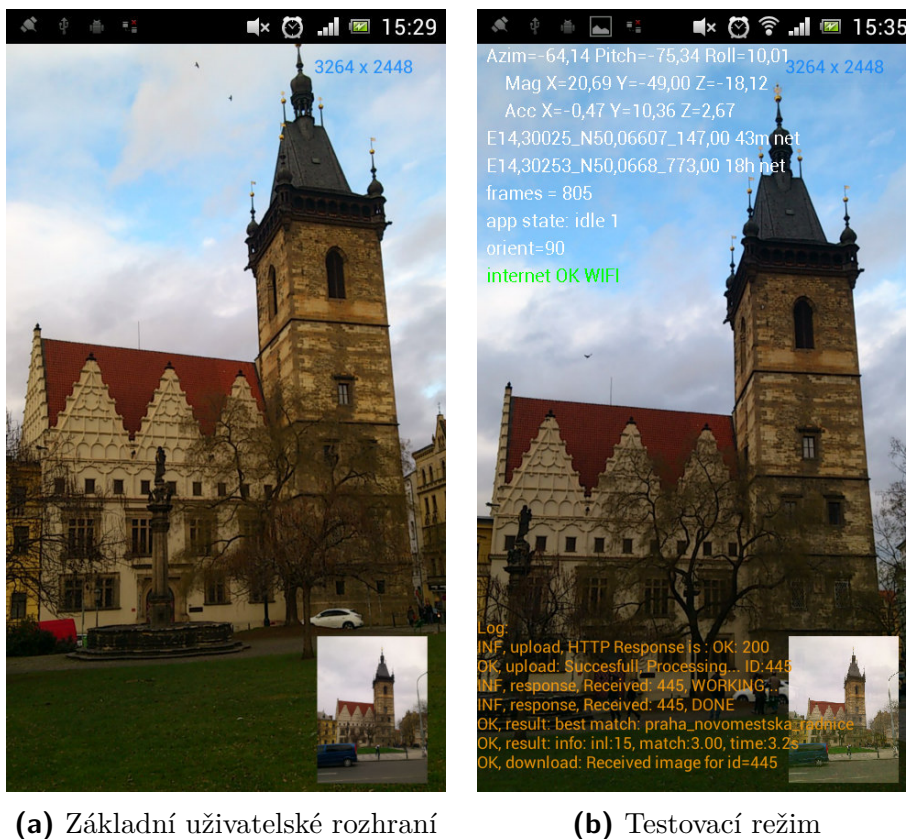 15:29
3264 x 2448
15:35
Azim=-64,14 Pitch=-75,34 Roll=10,01
3264 x 2448
Mag X=20,69 Y=-49,00 Z=-18,12
Acc X=-0,47 Y=10,36 Z=2,67
E14,30025_N50,06607_147,00 43m net
E14,30253_N50,0668_773,00 18h net
frames = 805
app state: idle 1
orient=90
internet OK WIFI
Log:
INF, upload, HTTP Response is : OK: 200
OK, upload: Succesfull, Processing... ID:445
INF, response, Received: 445, WORKING...
INF, response, Received: 445, DONE
OK, result: best match: praha_novomestska_radnice
OK, result: info: inl:15, match:3.00, time:3.2s
OK, download: Received image for id=445
(a) Základní uživatelské rozhraní
(b) Testovací režim